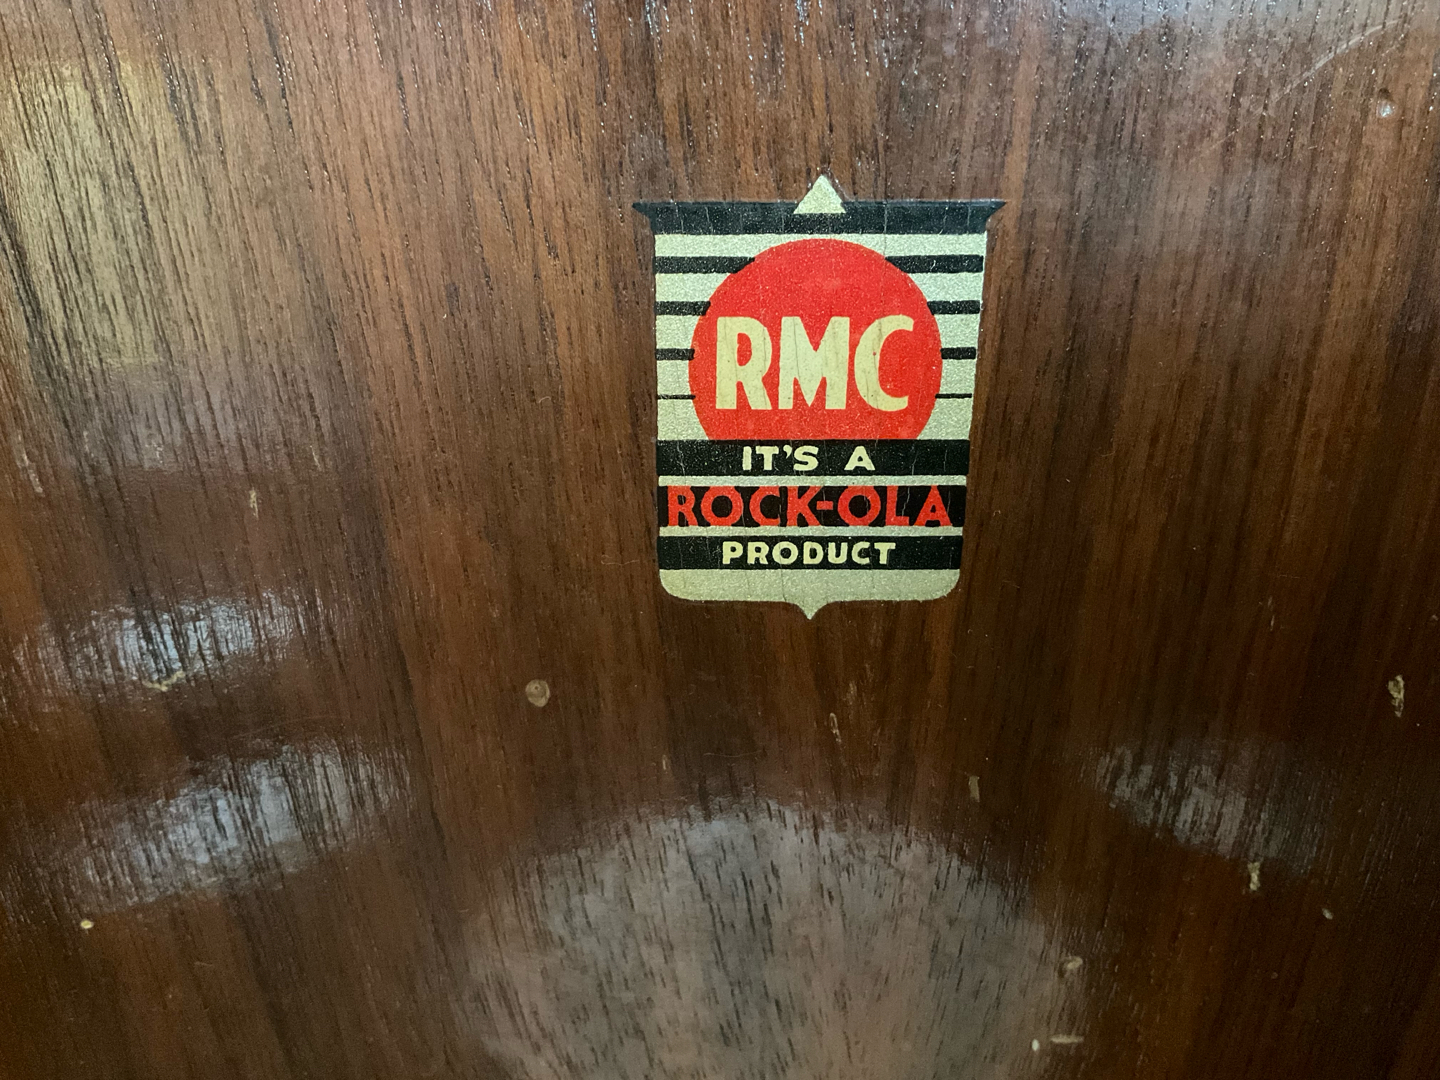 RMC
IT'S A
ROCK-OLA
PRODUCT